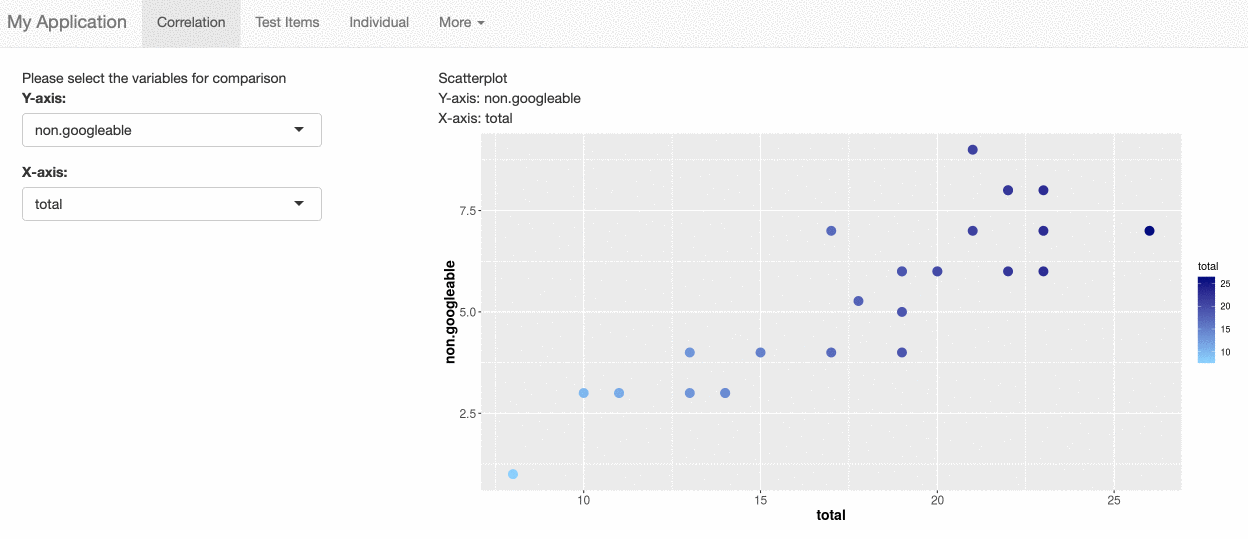 My Application Correlation Test Items Individual More
Please select the variables for comparison
Y-axis:
non.googleable
X-axis:
total
Scatterplot
Y-axis: non.googleable
X-axis: total
7.5
5.0
2.5
non.googleable
10 15 20 25
total
total
25
20
15
10